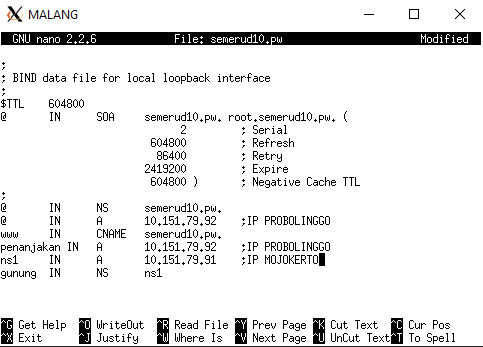 MALANG
GNU nano 2.2.6 File: semerud10.pw Modified
;
; BIND data file for local loopback interface
;
$TTL 604800
@ IN SOA semerud10.pw. root.semerud10.pw. (
2 ; Serial
604800 ; Refresh
86400 ; Retry
2419200 ; Expire
604800 ) ; Negative Cache TTL
;
@ IN NS semerud10.pw.
@ IN A 10.151.79.92 ;IP PROBOLINGGO
www IN CNAME semerud10.pw.
penanjakan IN A 10.151.79.92 ;IP PROBOLINGGO
ns1 IN A 10.151.79.91 ;IP MOJOKERTO
gunung IN NS ns1
^G Get Help ^O WriteOut ^R Read File ^Y Prev Page ^K Cut Text ^C Cur Pos
^X Exit ^J Justify ^W Where Is ^V Next Page ^U UnCut Text ^T To Spell